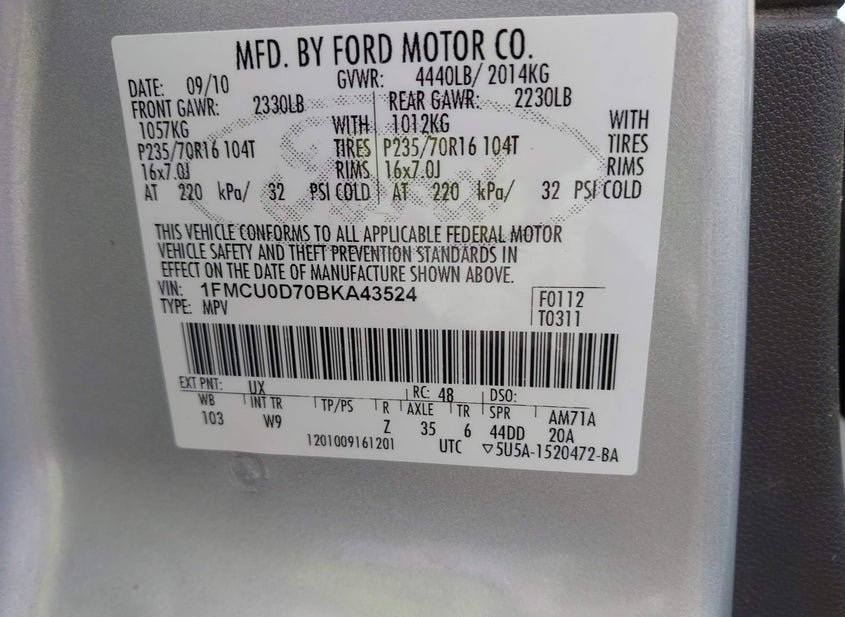 MFD. BY FORD MOTOR CO.
DATE: 09/10 GVWR: 4440LB/ 2014KG
FRONT GAWR: 2330LB REAR GAWR: 2230LB
1057KG WITH 1012KG WITH
P235/70R16 104T TIRES P235/70R16 104T TIRES
16x7.0J RIMS 16x7.0J RIMS
AT 220 kPa/ 32 PSI COLD AT 220 kPa/ 32 PSI COLD
THIS VEHICLE CONFORMS TO ALL APPLICABLE FEDERAL MOTOR
VEHICLE SAFETY AND THEFT PREVENTION STANDARDS IN
EFFECT ON THE DATE OF MANUFACTURE SHOWN ABOVE.
VIN: 1FMCU0D70BKA43524 F0112
TYPE: MPV T0311
EXT PNT: UX RC: 48 DSO:
WB INT TR TP/PS R AXLE TR SPR AM71A
103 W9 Z 35 6 44DD 20A
1201009161201 UTC ▽5U5A-1520472-BA